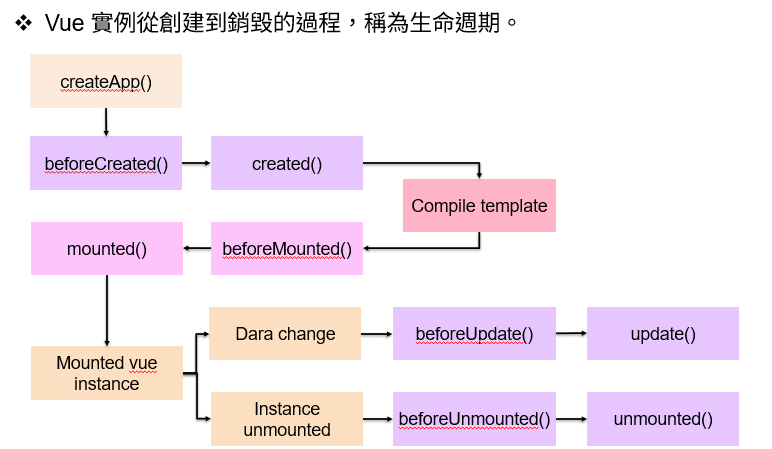 ❖ Vue 實例從創建到銷毀的過程，稱為生命週期。
createApp()
beforeCreated()
created()
Compile template
mounted()
beforeMounted()
Mounted vue
instance
Dara change
beforeUpdate()
update()
Instance
unmounted
beforeUnmounted()
unmounted()